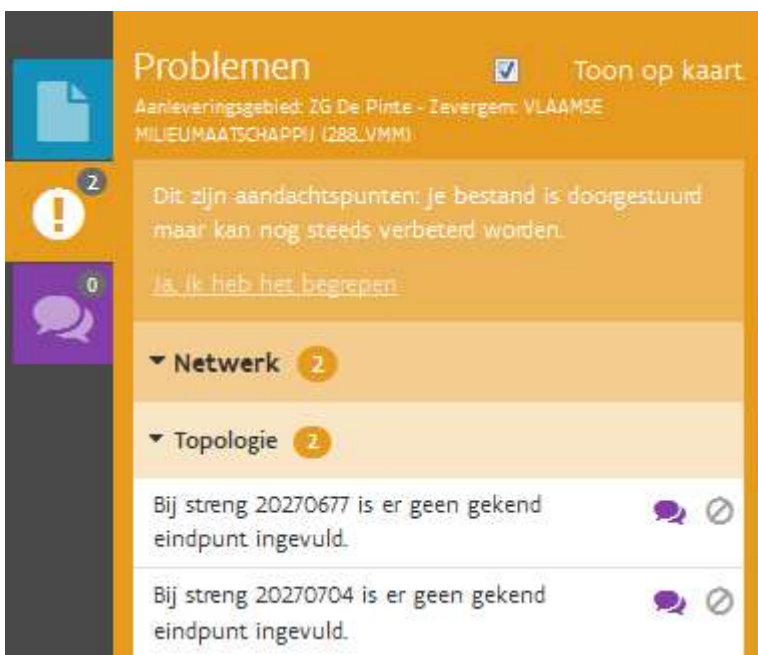 Problemen
Toon op kaart
Aanleveringsgebied: ZG De Pinte - Zevergem: VLAAMSE
MILIEUMAATSCHAPPIJ (288_VMM)
2
Dit zijn aandachtspunten: je bestand is doorgestuurd
maar kan nog steeds verbeterd worden.
0
Ja, ik heb het begrepen
Netwerk 2
Topologie 2
Bij streng 20270677 is er geen gekend
eindpunt ingevuld.
Bij streng 20270704 is er geen gekend
eindpunt ingevuld.